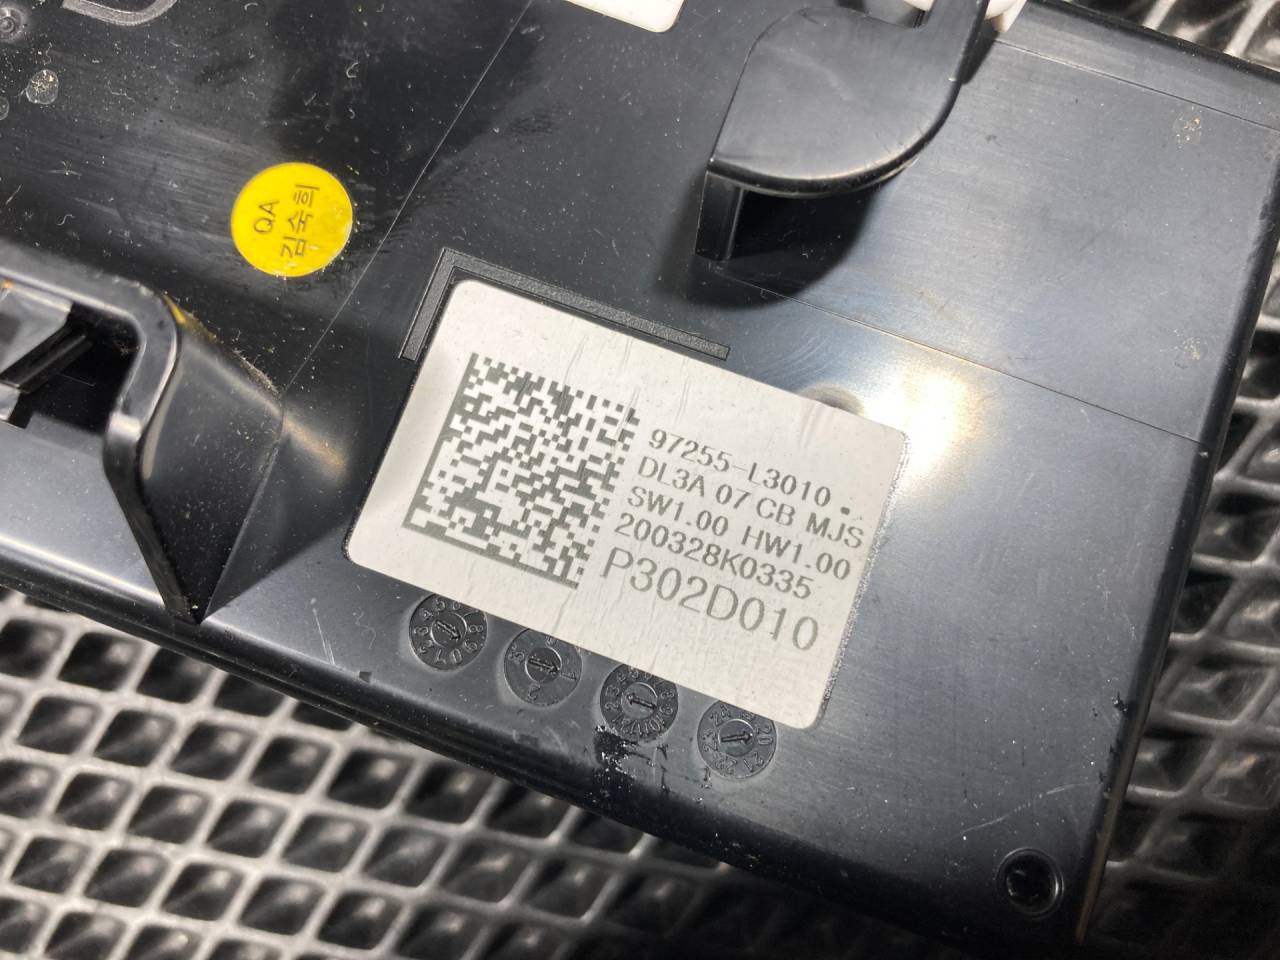 QA
김숙희
97255-L3010
DL3A 07 CB MJS
SW1.00 HW1.00
200328K0335
P302D010